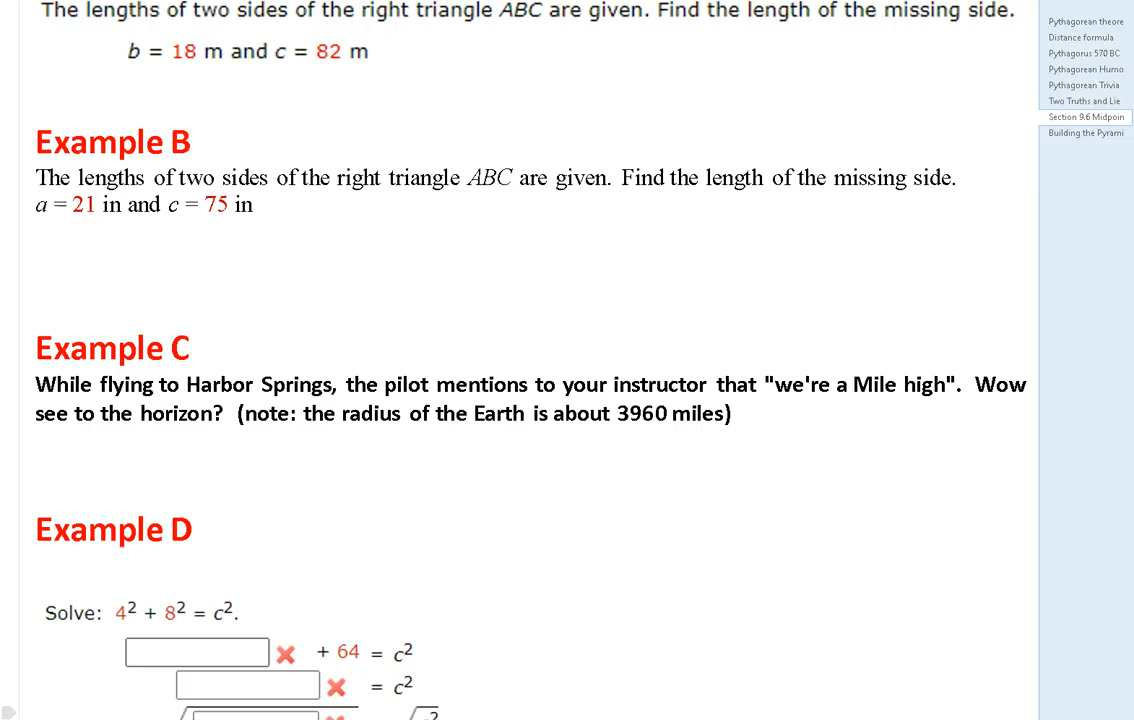 The lengths of two sides of the right triangle ABC are given. Find the length of the missing side.
b = 18 m and c = 82 m
Example B
The lengths of two sides of the right triangle ABC are given. Find the length of the missing side.
a = 21 in and c = 75 in
Example C
While flying to Harbor Springs, the pilot mentions to your instructor that "we're a Mile high". Wow
see to the horizon? (note: the radius of the Earth is about 3960 miles)
Example D
Solve: 4² + 8² = c².
+ 64 = c²
= c²
Pythagorean theore
Distance formula
Pythagorus 570 BC
Pythagorean Humo
Pythagorean Trivia
Two Truths and Lie
Section 9.6 Midpoin
Building the Pyrami